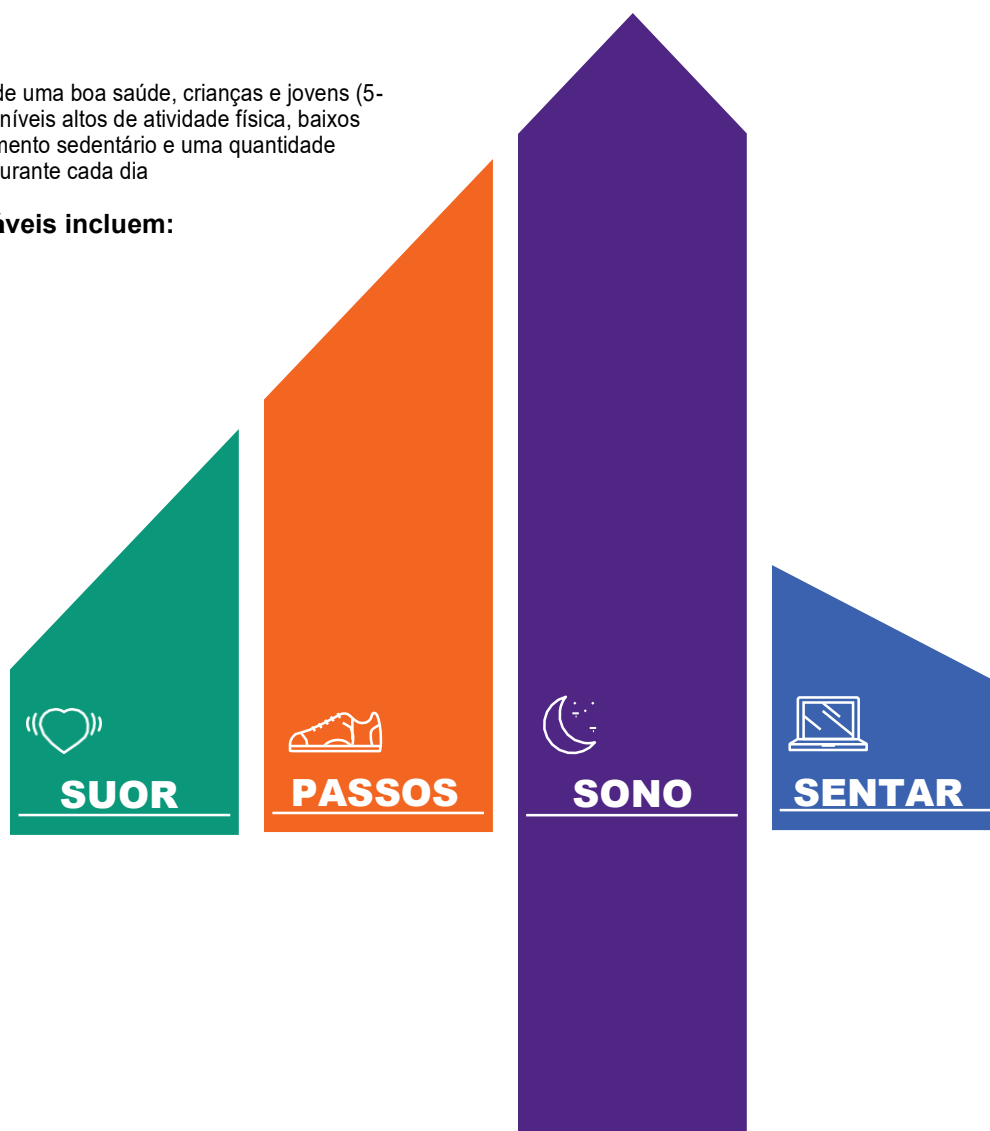 de uma boa saúde, crianças e jovens (5-
níveis altos de atividade física, baixos
mento sedentário e uma quantidade
urante cada dia
áveis incluem:
SUOR
PASSOS
SONO
SENTAR